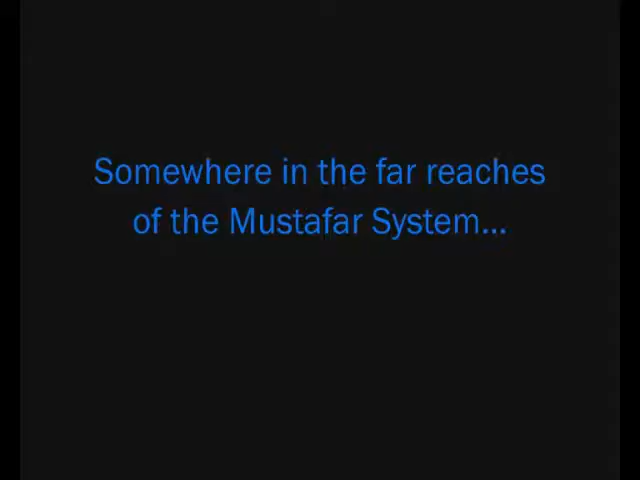 Somewhere in the far reaches
of the Mustafar System...